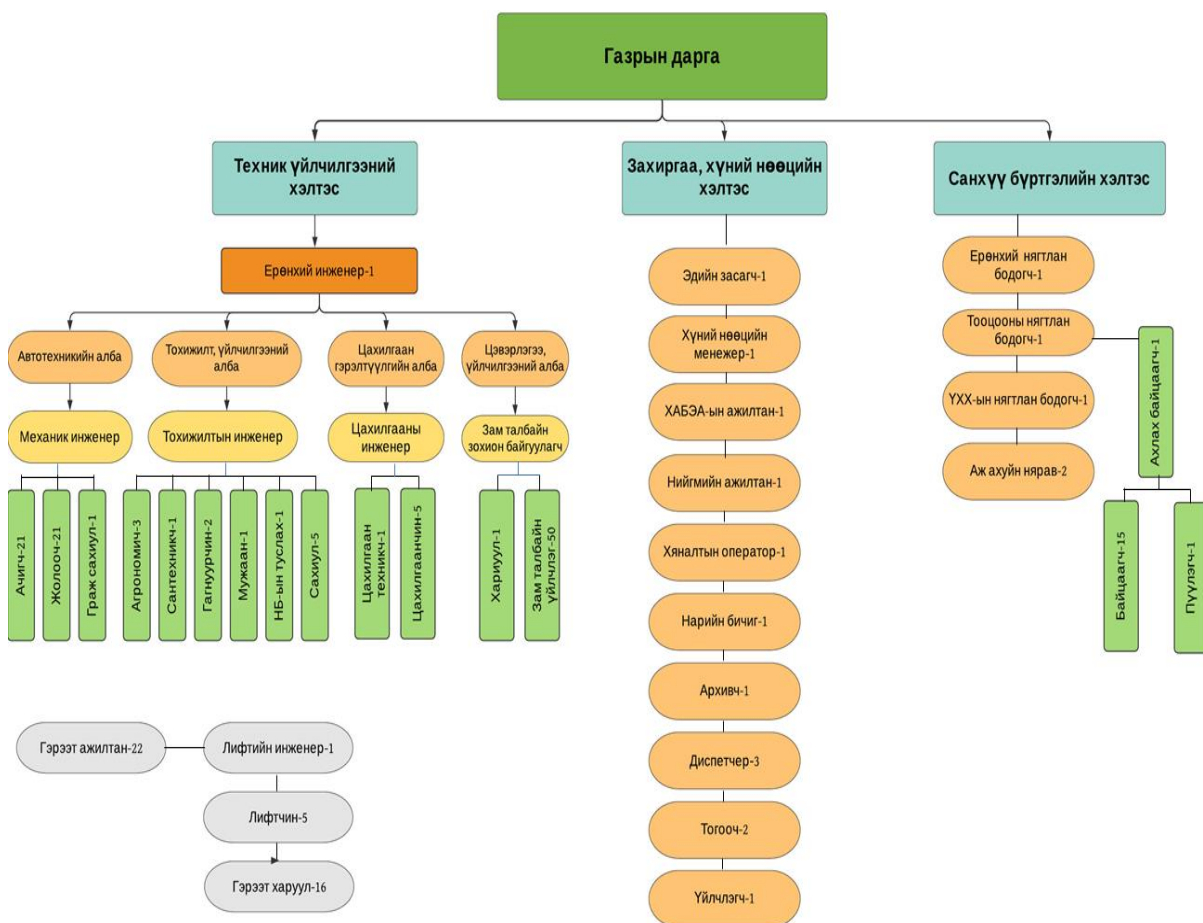 Газрын дарга
Техник үйлчилгээний
хэлтэс
Захиргаа, хүний нөөцийн
хэлтэс
Санхүү бүртгэлийн хэлтэс
Ерөнхий инженер-1
Автотехникийн алба
Тохижилт, үйлчилгээний
алба
Цахилгаан
гэрэлтүүлгийн алба
Цэвэрлэгээ,
үйлчилгээний алба
Механик инженер
Тохижилтын инженер
Цахилгааны
инженер
Зам талбайн
зохион байгуулагч
Ачигч-21
Жолооч-21
Граж сахиул-1
Агрономич-3
Сантехникч-1
Гагнуурчин-2
Мужаан-1
НБ-ын туслах-1
Сахиул-5
Цахилгаан
техникч-1
Цахилгаанчин-5
Хариуул-1
Зам талбайн
үйлчлэг-50
Эдийн засагч-1
Хүний нөөцийн
менежер-1
ХАБЭА-ын ажилтан-1
Нийгмийн ажилтан-1
Хяналтын оператор-1
Нарийн бичиг-1
Архивч-1
Диспетчер-3
Тогооч-2
Үйлчлэгч-1
Ерөнхий нягтлан
бодогч-1
Тооцооны нягтлан
бодогч-1
ҮХХ-ын нягтлан бодогч-1
Аж ахуйн нярав-2
Ахлах байцаагч-1
Байцаагч-15
Пүүлэгч-1
Гэрээт ажилтан-22
Лифтийн инженер-1
Лифтчин-5
Гэрээт харуул-16